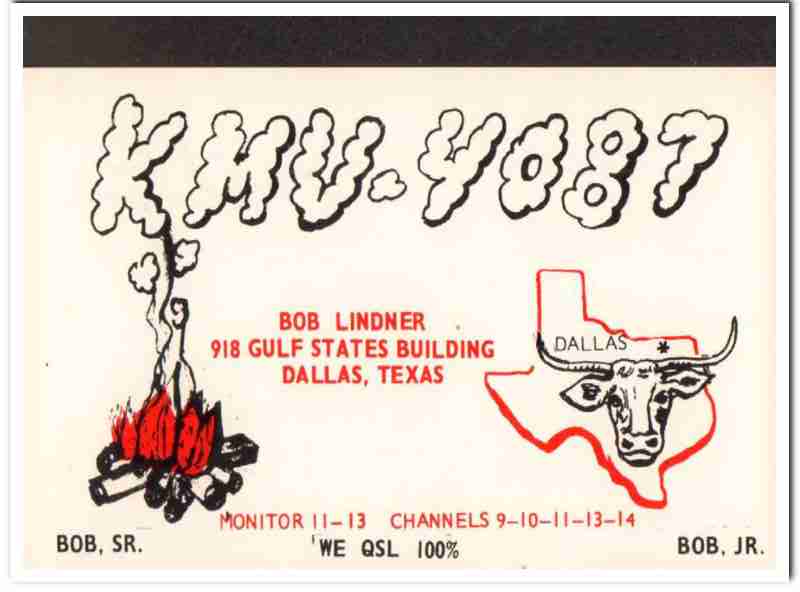 KMV-Y087
BOB LINDNER
918 GULF STATES BUILDING
DALLAS, TEXAS
DALLAS *
MONITOR 11-13 CHANNELS 9-10-11-13-14
BOB, SR.
'WE QSL 100%
BOB, JR.